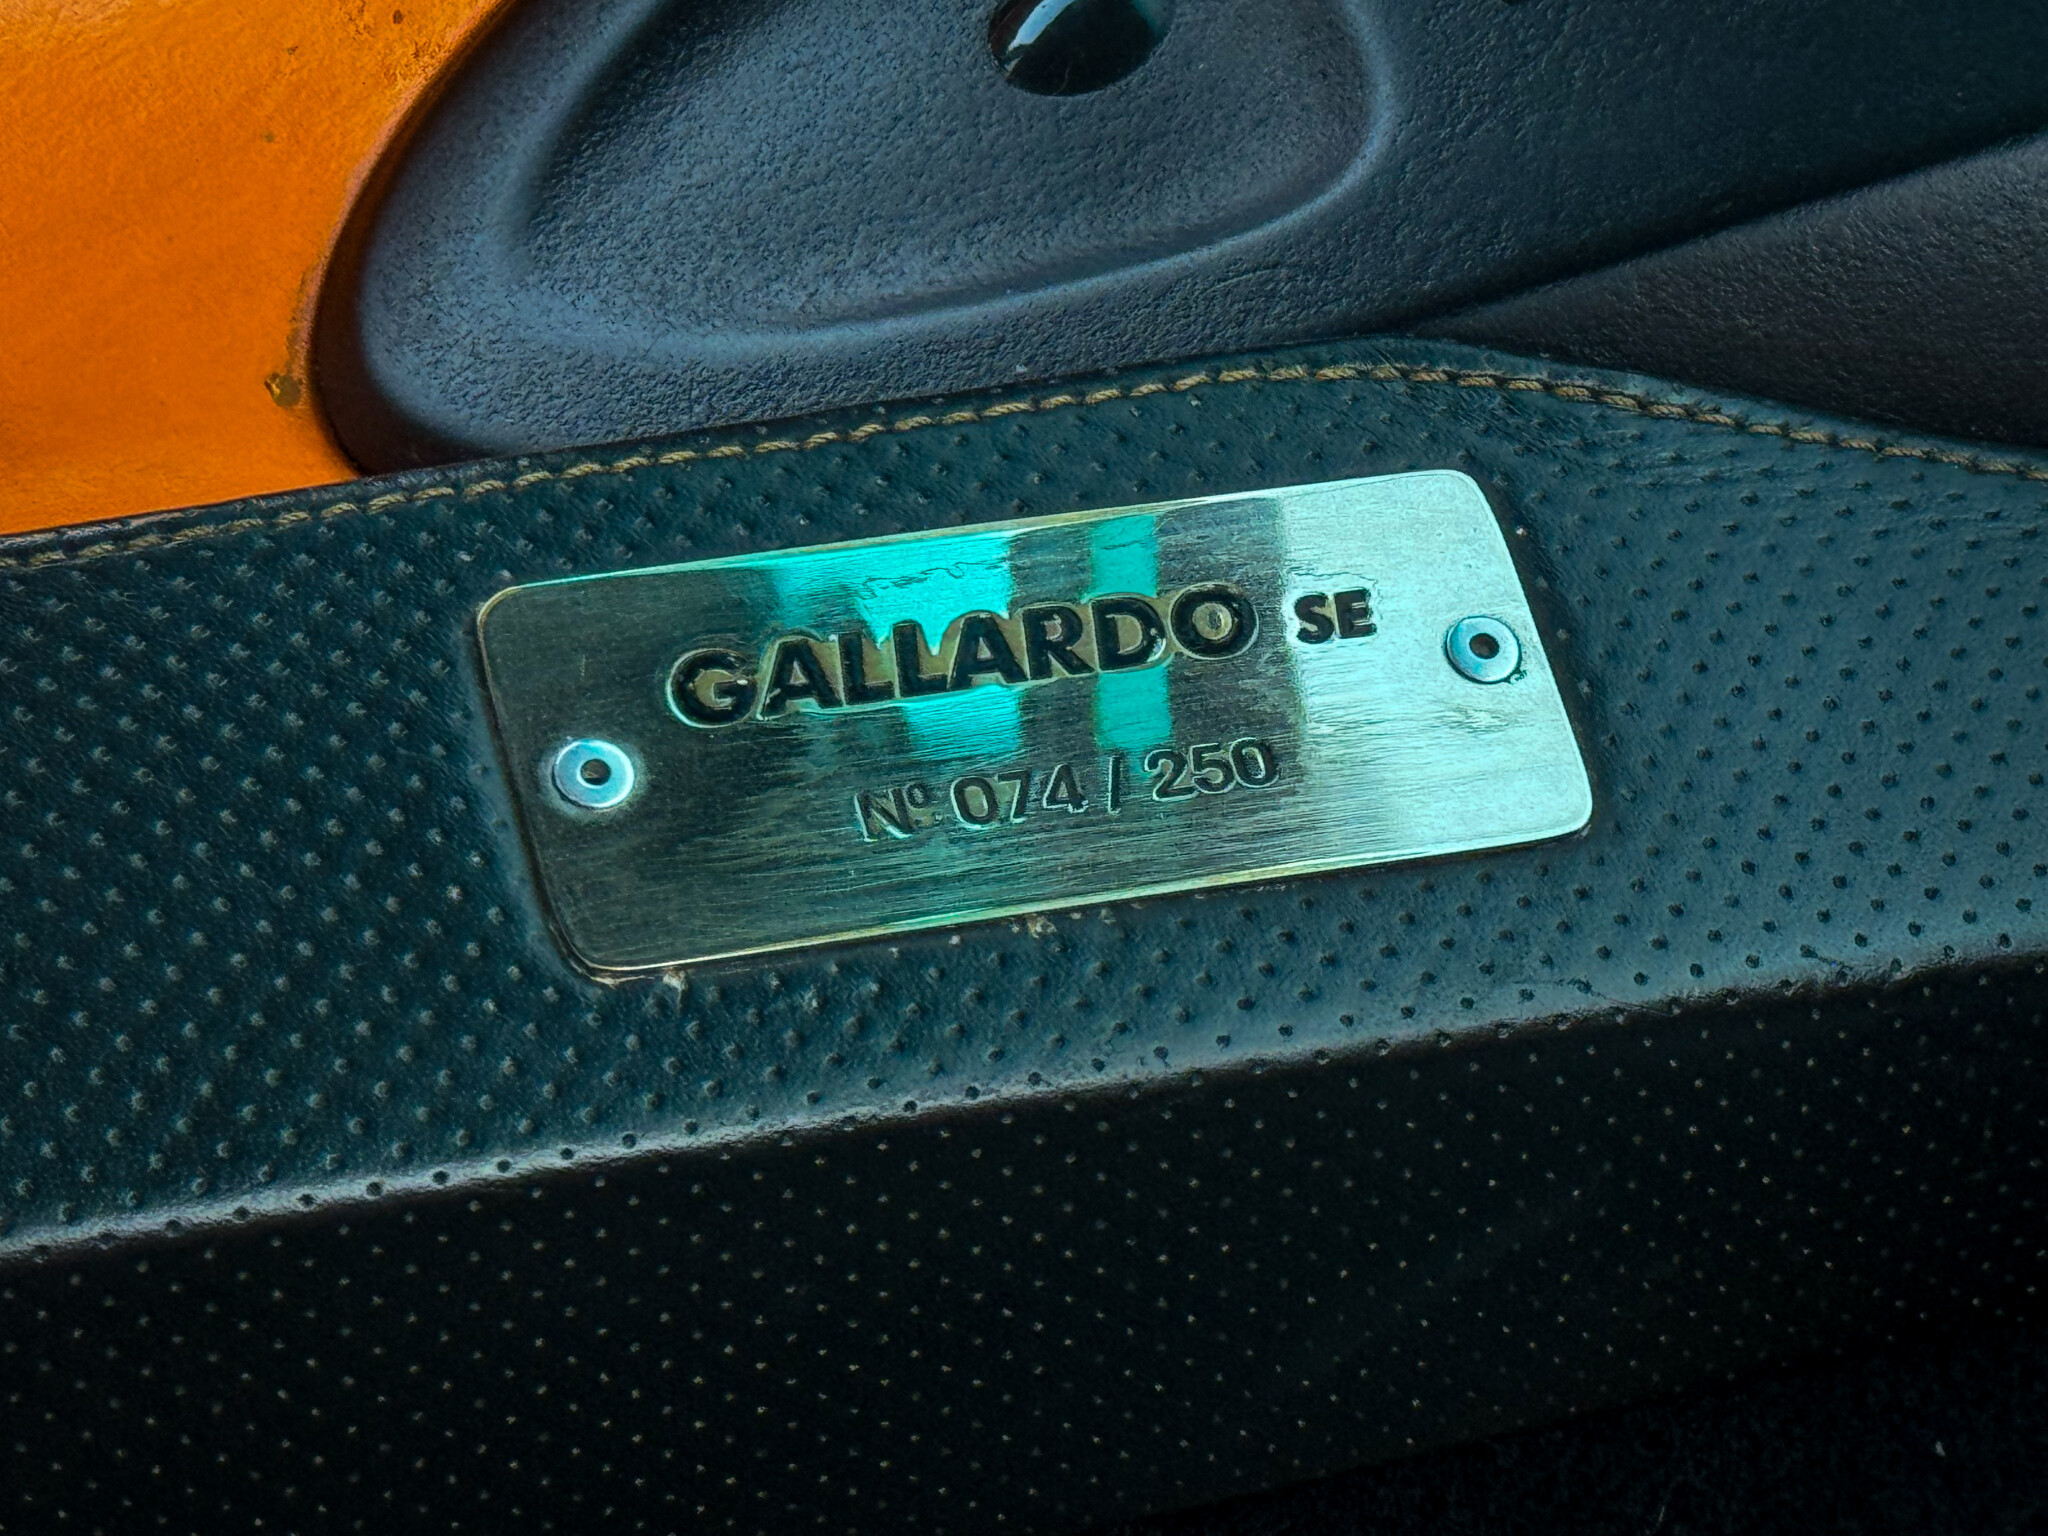 GALLARDO SE
Nº 074 / 250